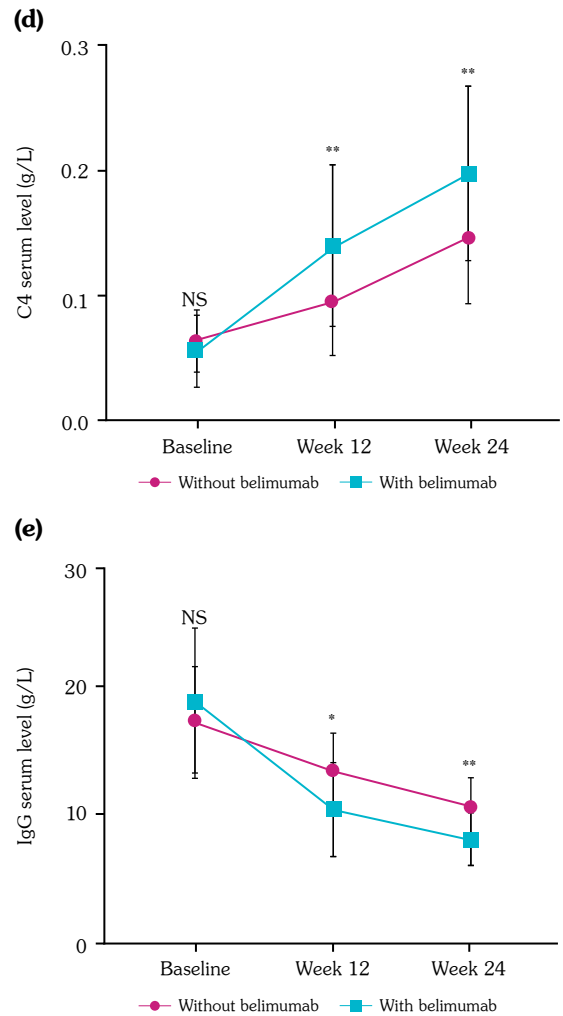 (d)
0.3
0.2
0.1
0.0
C4 serum level (g/L)
NS
**
**
Baseline Week 12 Week 24
Without belimumab With belimumab
(e)
30
20
10
0
IgG serum level (g/L)
NS
*
**
Baseline Week 12 Week 24
Without belimumab With belimumab